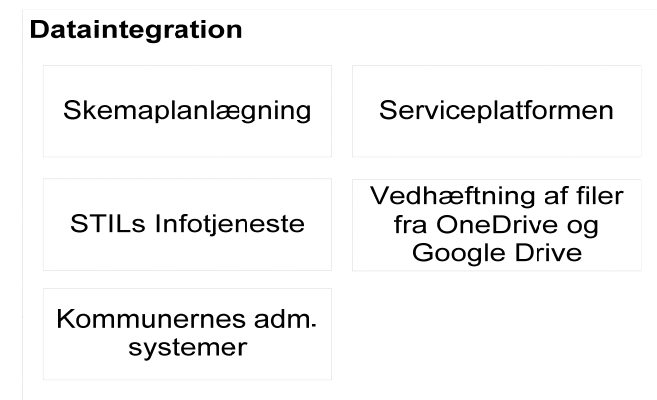 Dataintegration
Skemaplanlægning
Serviceplatformen
STILs Infotjeneste
Vedhæftning af filer
fra OneDrive og
Google Drive
Kommunernes adm.
systemer